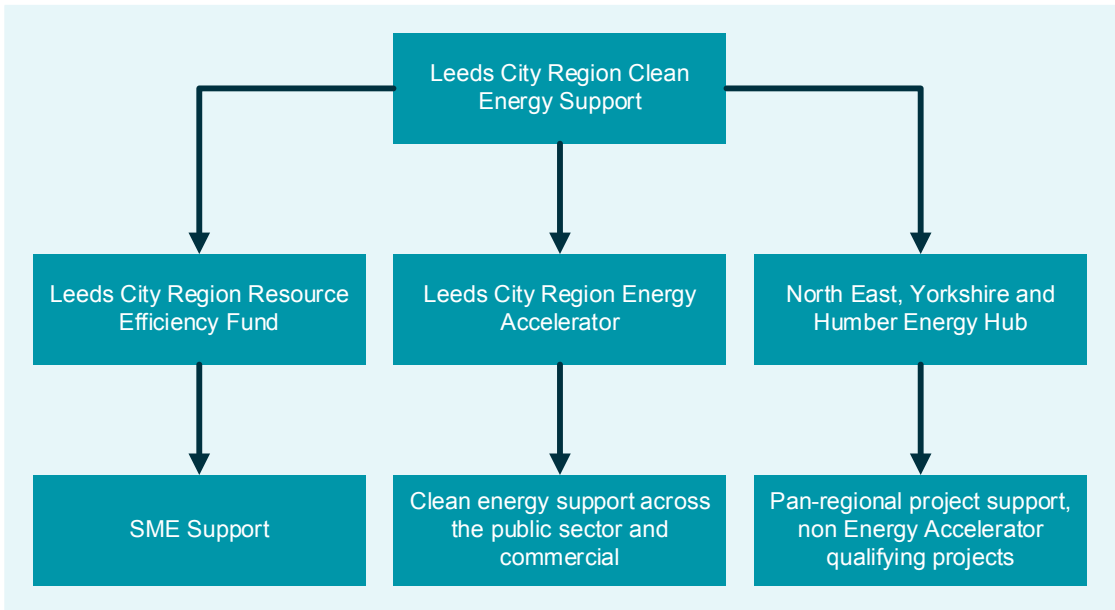 Leeds City Region Clean
Energy Support
Leeds City Region Resource
Efficiency Fund
Leeds City Region Energy
Accelerator
North East, Yorkshire and
Humber Energy Hub
SME Support
Clean energy support across
the public sector and
commercial
Pan-regional project support,
non Energy Accelerator
qualifying projects